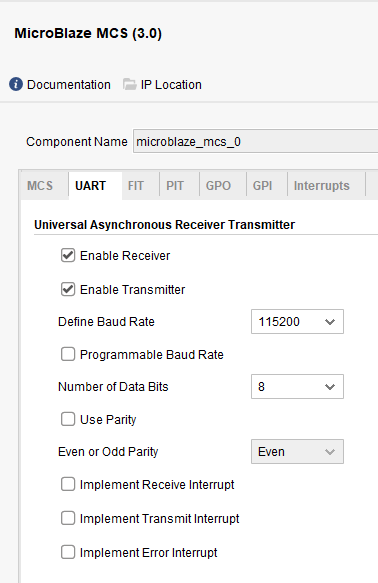 MicroBlaze MCS (3.0)
Documentation IP Location
Component Name microblaze_mcs_0
MCS UART FIT PIT GPO GPI Interrupts
Universal Asynchronous Receiver Transmitter
Enable Receiver
Enable Transmitter
Define Baud Rate 115200
Programmable Baud Rate
Number of Data Bits 8
Use Parity
Even or Odd Parity Even
Implement Receive Interrupt
Implement Transmit Interrupt
Implement Error Interrupt